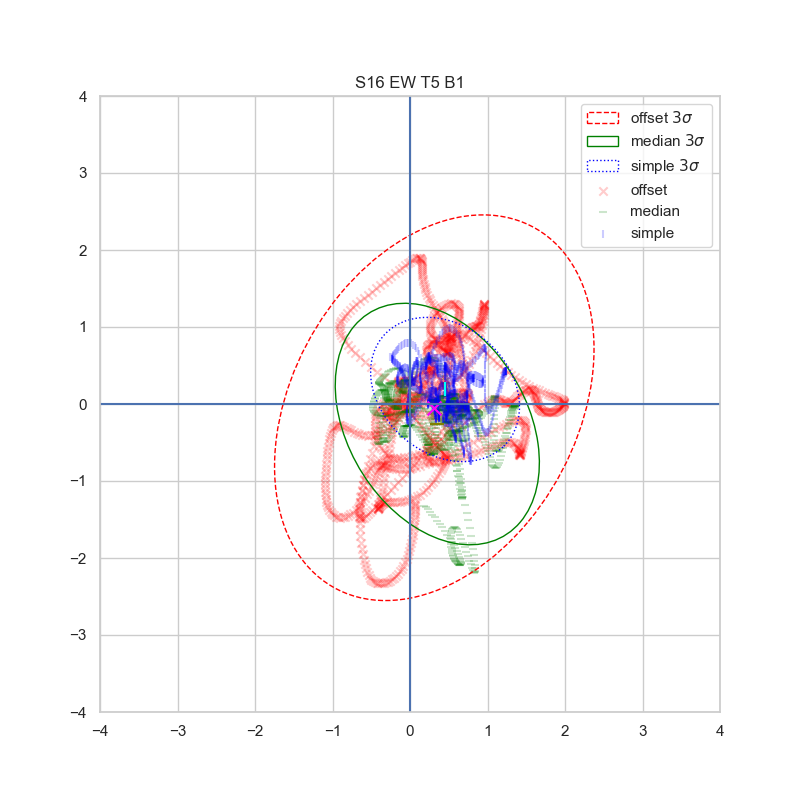 S16 EW T5 B1
offset 3σ
median 3σ
simple 3σ
offset
median
simple
4
3
2
1
0
−1
−2
−3
−4
−4 −3 −2 −1 0 1 2 3 4